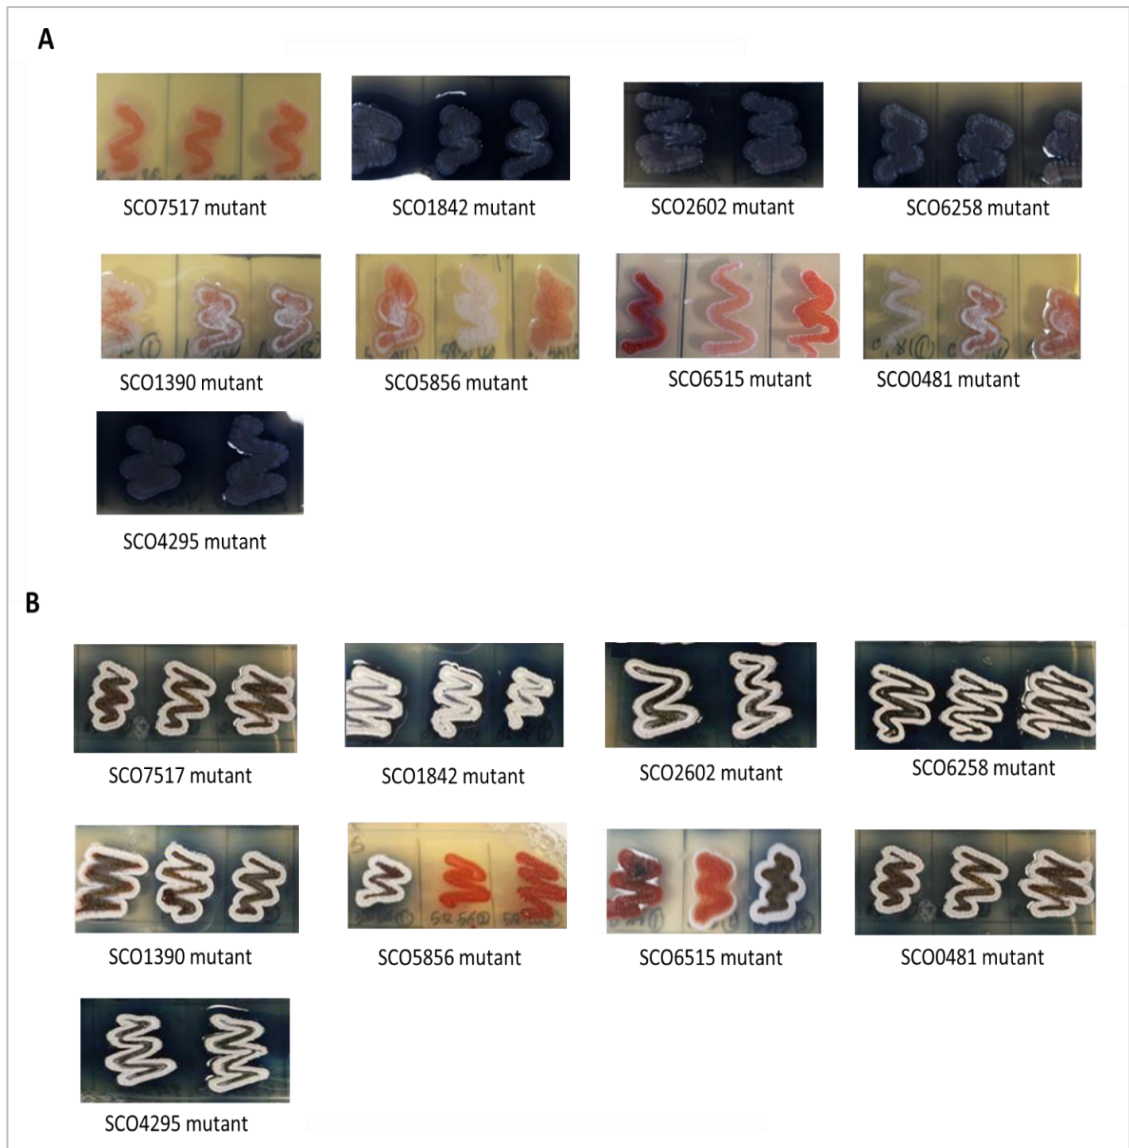 A
SCO7517 mutant
SCO1842 mutant
SCO2602 mutant
SCO6258 mutant
SCO1390 mutant
SCO5856 mutant
SCO6515 mutant
SCO0481 mutant
SCO4295 mutant
B
SCO7517 mutant
SCO1842 mutant
SCO2602 mutant
SCO6258 mutant
SCO1390 mutant
SCO5856 mutant
SCO6515 mutant
SCO0481 mutant
SCO4295 mutant